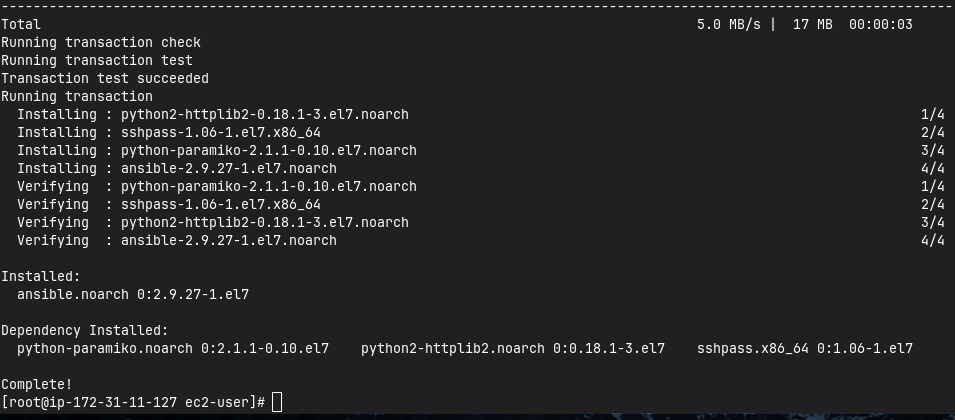 --------------------------------------------------------------------------------
Total 5.0 MB/s | 17 MB 00:00:03
Running transaction check
Running transaction test
Transaction test succeeded
Running transaction
Installing : python2-httplib2-0.18.1-3.el7.noarch 1/4
Installing : sshpass-1.06-1.el7.x86_64 2/4
Installing : python-paramiko-2.1.1-0.10.el7.noarch 3/4
Installing : ansible-2.9.27-1.el7.noarch 4/4
Verifying : python-paramiko-2.1.1-0.10.el7.noarch 1/4
Verifying : sshpass-1.06-1.el7.x86_64 2/4
Verifying : python2-httplib2-0.18.1-3.el7.noarch 3/4
Verifying : ansible-2.9.27-1.el7.noarch 4/4
Installed:
ansible.noarch 0:2.9.27-1.el7
Dependency Installed:
python-paramiko.noarch 0:2.1.1-0.10.el7 python2-httplib2.noarch 0:0.18.1-3.el7 sshpass.x86_64 0:1.06-1.el7
Complete!
[root@ip-172-31-11-127 ec2-user]#